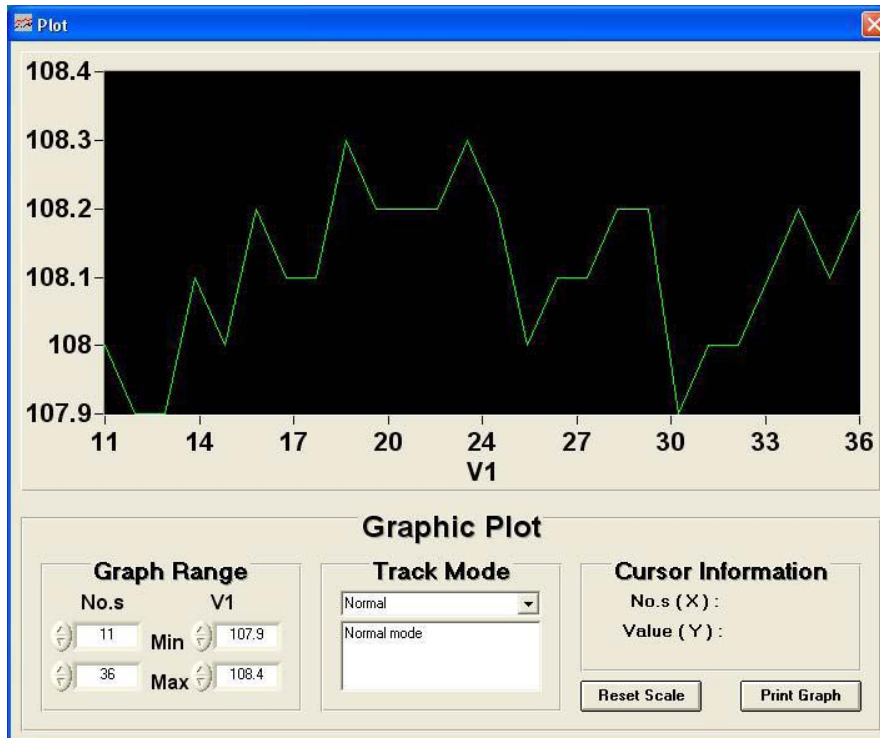 Plot
108.4
108.3
108.2
108.1
108
107.9
11 14 17 20 24 27 30 33 36
V1
Graphic Plot
Graph Range Track Mode Cursor Information
No.s V1 Normal No.s ( X ) :
11 Min 107.9 Normal mode Value ( Y ) :
36 Max 108.4
Reset Scale Print Graph